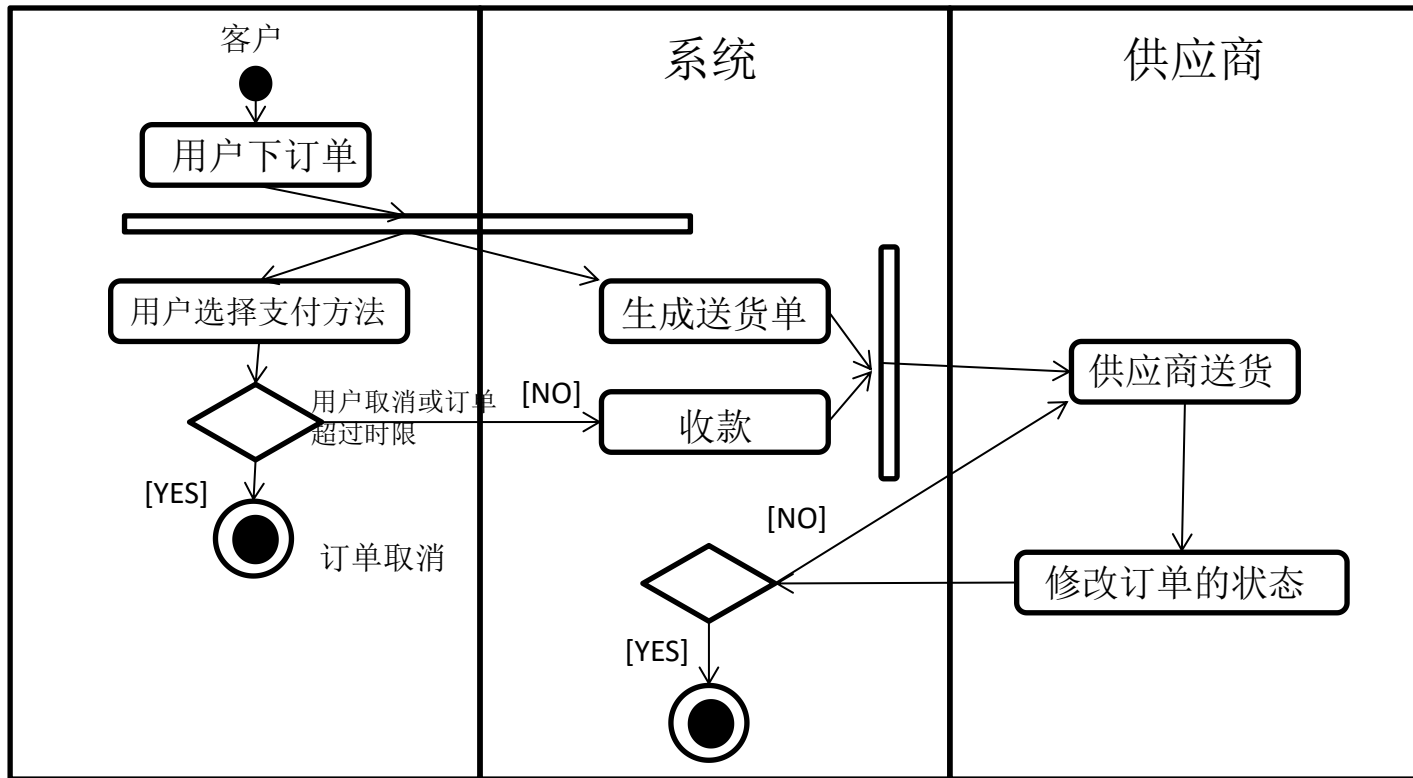 客户
系统
供应商
用户下订单
用户选择支付方法
生成送货单
供应商送货
用户取消或订单
超过时限
[NO]
收款
[YES]
[NO]
订单取消
修改订单的状态
[YES]